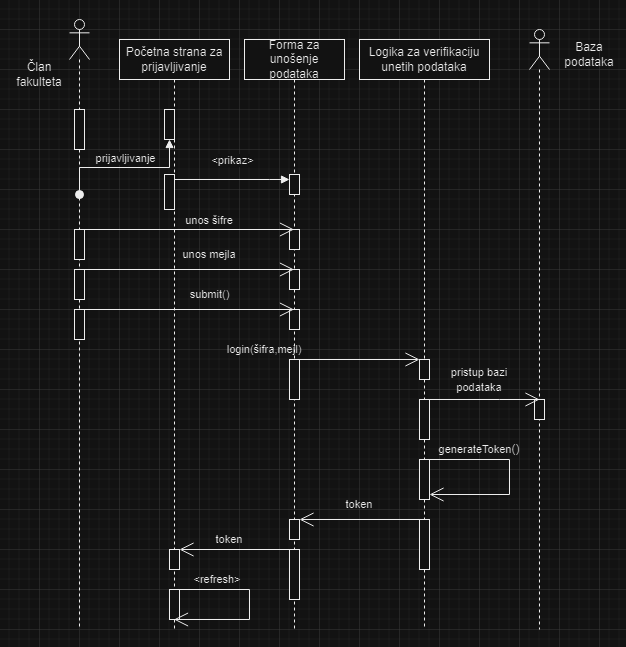 Član
fakulteta
Početna strana za
prijavljivanje
Forma za
unošenje
podataka
Logika za verifikaciju
unetih podataka
Baza
podataka
prijavljivanje
<prikaz>
unos šifre
unos mejla
submit()
login(šifra,mejl)
pristup bazi
podataka
generateToken()
token
token
<refresh>